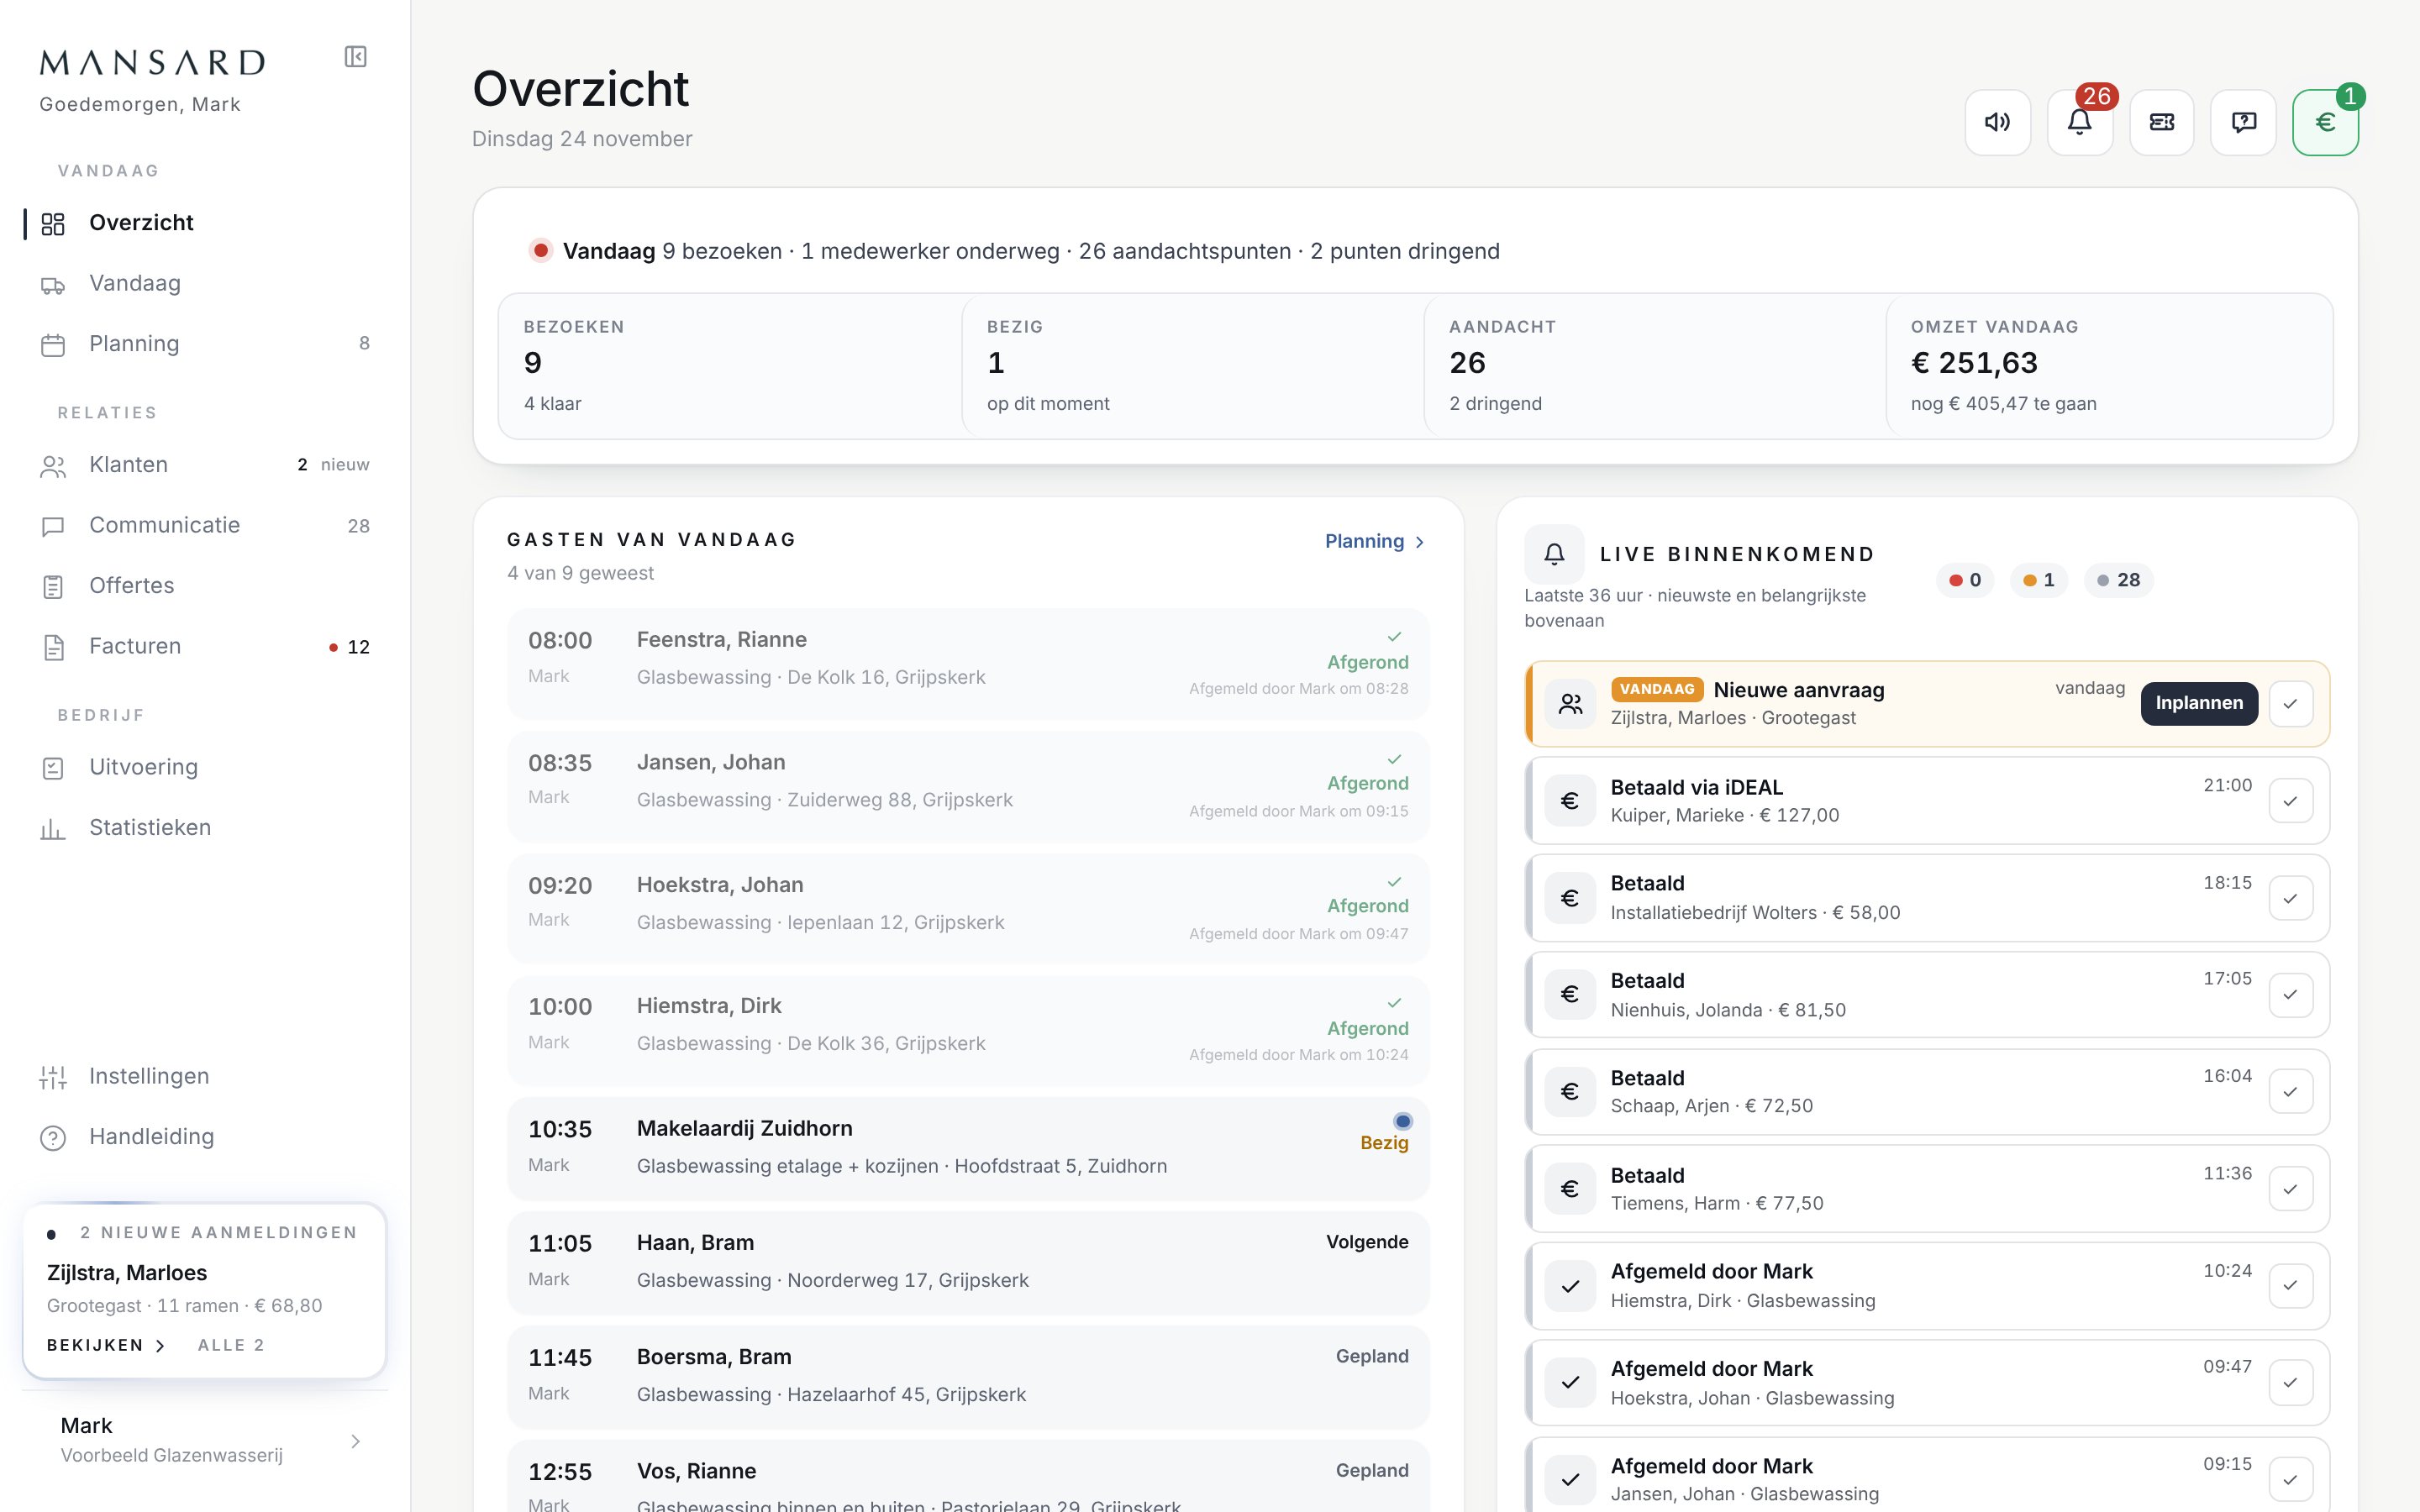 MANSARD
Goedemorgen, Mark
VANDAAG
Overzicht
Vandaag
Planning 8
RELATIES
Klanten 2 nieuw
Communicatie 28
Offertes
Facturen 12
BEDRIJF
Uitvoering
Statistieken
Instellingen
Handleiding
2 NIEUWE AANMELDINGEN
Zijlstra, Marloes
Grootegast · 11 ramen · € 68,80
BEKIJKEN ALLE 2
Mark
Voorbeeld Glazenwasserij
Overzicht
Dinsdag 24 november
26
1
Vandaag 9 bezoeken · 1 medewerker onderweg · 26 aandachtspunten · 2 punten dringend
BEZOEKEN
9
4 klaar
BEZIG
1
op dit moment
AANDACHT
26
2 dringend
OMZET VANDAAG
€ 251,63
nog € 405,47 te gaan
GASTEN VAN VANDAAG
Planning
4 van 9 geweest
08:00 Feenstra, Rianne
Afgerond
Mark Glasbewassing · De Kolk 16, Grijpskerk
Afgemeld door Mark om 08:28
08:35 Jansen, Johan
Afgerond
Mark Glasbewassing · Zuiderweg 88, Grijpskerk
Afgemeld door Mark om 09:15
09:20 Hoekstra, Johan
Afgerond
Mark Glasbewassing · Iepenlaan 12, Grijpskerk
Afgemeld door Mark om 09:47
10:00 Hiemstra, Dirk
Afgerond
Mark Glasbewassing · De Kolk 36, Grijpskerk
Afgemeld door Mark om 10:24
10:35 Makelaardij Zuidhorn
Bezig
Mark Glasbewassing etalage + kozijnen · Hoofdstraat 5, Zuidhorn
11:05 Haan, Bram Volgende
Mark Glasbewassing · Noorderweg 17, Grijpskerk
11:45 Boersma, Bram Gepland
Mark Glasbewassing · Hazelaarhof 45, Grijpskerk
12:55 Vos, Rianne Gepland
Mark Glasbewassing binnen en buiten · Pastorielaan 29, Grijpskerk
LIVE BINNENKOMEND
Laatste 36 uur · nieuwste en belangrijkste
bovenaan
0 1 28
VANDAAG Nieuwe aanvraag vandaag
Zijlstra, Marloes · Grootegast
Inplannen
Betaald via iDEAL 21:00
Kuiper, Marieke · € 127,00
Betaald 18:15
Installatiebedrijf Wolters · € 58,00
Betaald 17:05
Nienhuis, Jolanda · € 81,50
Betaald 16:04
Schaap, Arjen · € 72,50
Betaald 11:36
Tiemens, Harm · € 77,50
Afgemeld door Mark 10:24
Hiemstra, Dirk · Glasbewassing
Afgemeld door Mark 09:47
Hoekstra, Johan · Glasbewassing
Afgemeld door Mark 09:15
Jansen, Johan · Glasbewassing